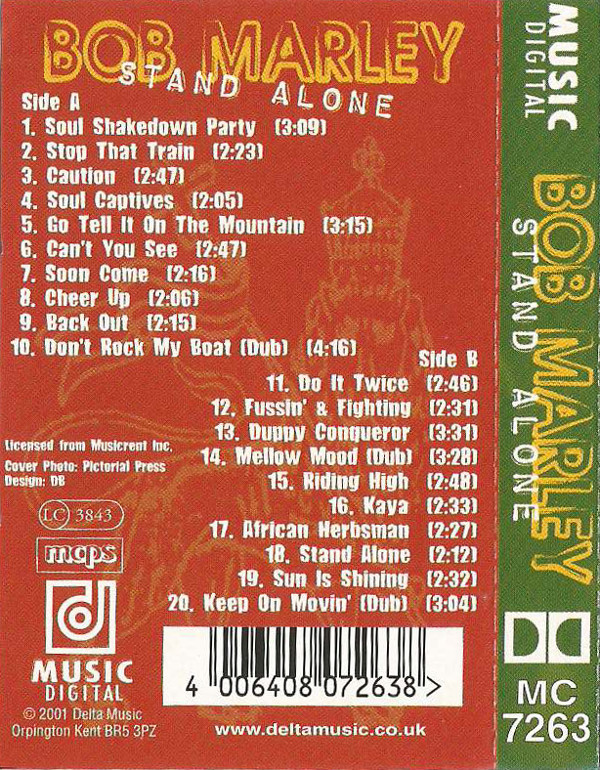 BOB MARLEY
STAND ALONE
Side A
1. Soul Shakedown Party (3:09)
2. Stop That Train (2:23)
3. Caution (2:47)
4. Soul Captives (2:05)
5. Go Tell It On The Mountain (3:15)
6. Can't You See (2:47)
7. Soon Come (2:16)
8. Cheer Up (2:06)
9. Back Out (2:15)
10. Don't Rock My Boat (Dub) (4:16)
Side B
11. Do It Twice (2:46)
12. Fussin' & Fighting (2:31)
13. Duppy Conqueror (3:31)
14. Mellow Mood (Dub) (3:28)
15. Riding High (2:48)
16. Kaya (2:33)
17. African Herbsman (2:27)
18. Stand Alone (2:12)
19. Sun Is Shining (2:32)
20. Keep On Movin' (Dub) (3:04)
Licensed from Musicrent Inc.
Cover Photo: Pictorial Press
Design: DB
LC 3843
mcps
MUSIC
DIGITAL
© 2001 Delta Music
Orpington Kent BR5 3PZ
4 006408 072638 >
www.deltamusic.co.uk
MUSIC
DIGITAL
BOB MARLEY
STAND ALONE
MC
7263